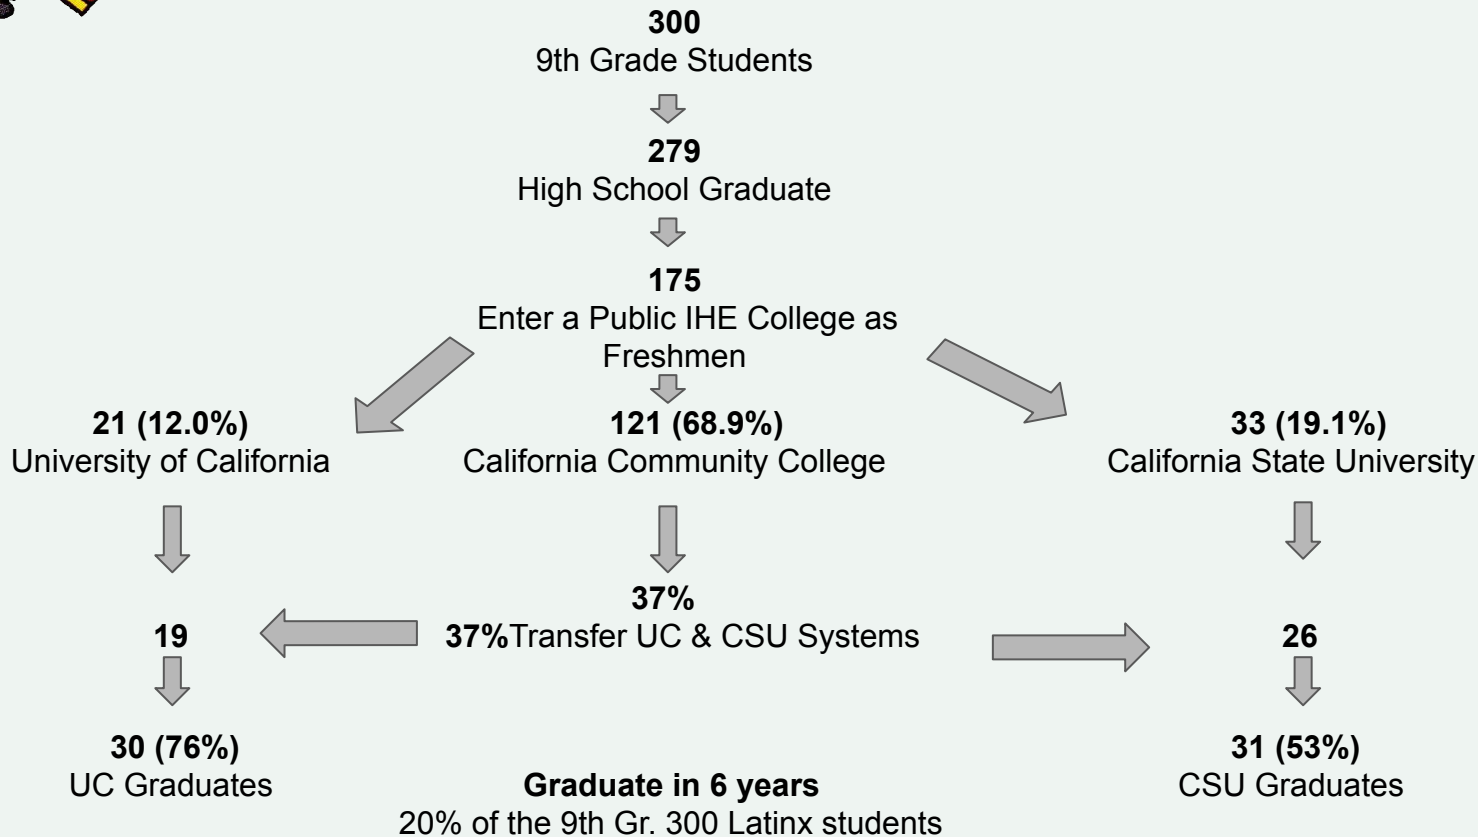 300
9th Grade Students
279
High School Graduate
175
Enter a Public IHE College as
Freshmen
21 (12.0%)
University of California
121 (68.9%)
California Community College
33 (19.1%)
California State University
37%
37%Transfer UC & CSU Systems
19
26
30 (76%)
UC Graduates
31 (53%)
CSU Graduates
Graduate in 6 years
20% of the 9th Gr. 300 Latinx students